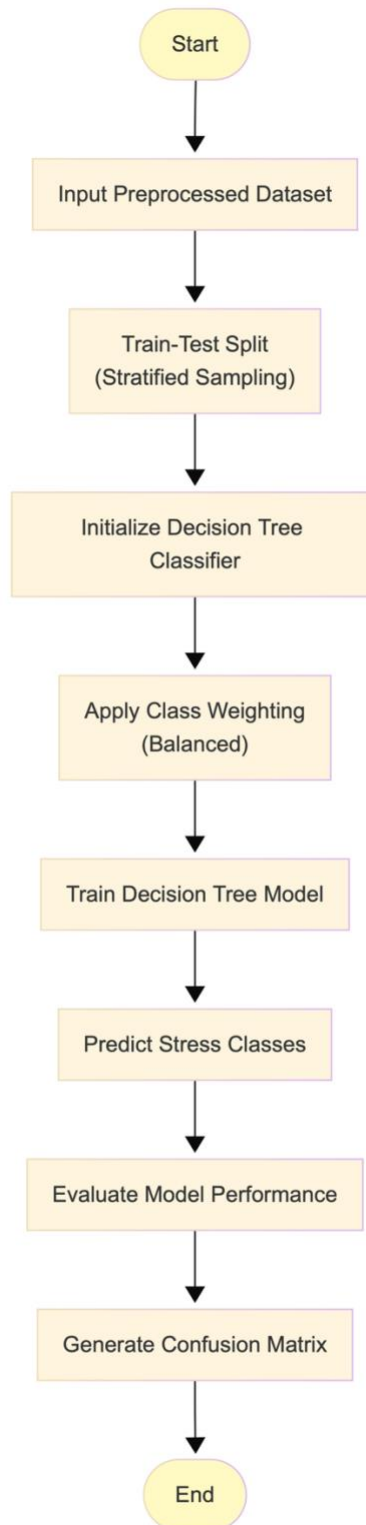 Start
Input Preprocessed Dataset
Train-Test Split
(Stratified Sampling)
Initialize Decision Tree
Classifier
Apply Class Weighting
(Balanced)
Train Decision Tree Model
Predict Stress Classes
Evaluate Model Performance
Generate Confusion Matrix
End